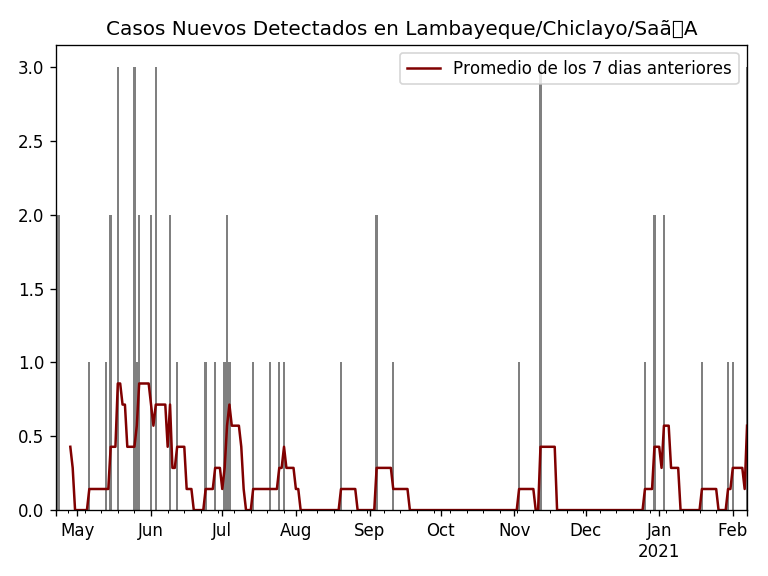 Casos Nuevos Detectados en Lambayeque/Chiclayo/Saã▯A
Promedio de los 7 dias anteriores
3.0
2.5
2.0
1.5
1.0
0.5
0.0
May Jun Jul Aug Sep Oct Nov Dec Jan Feb
2021